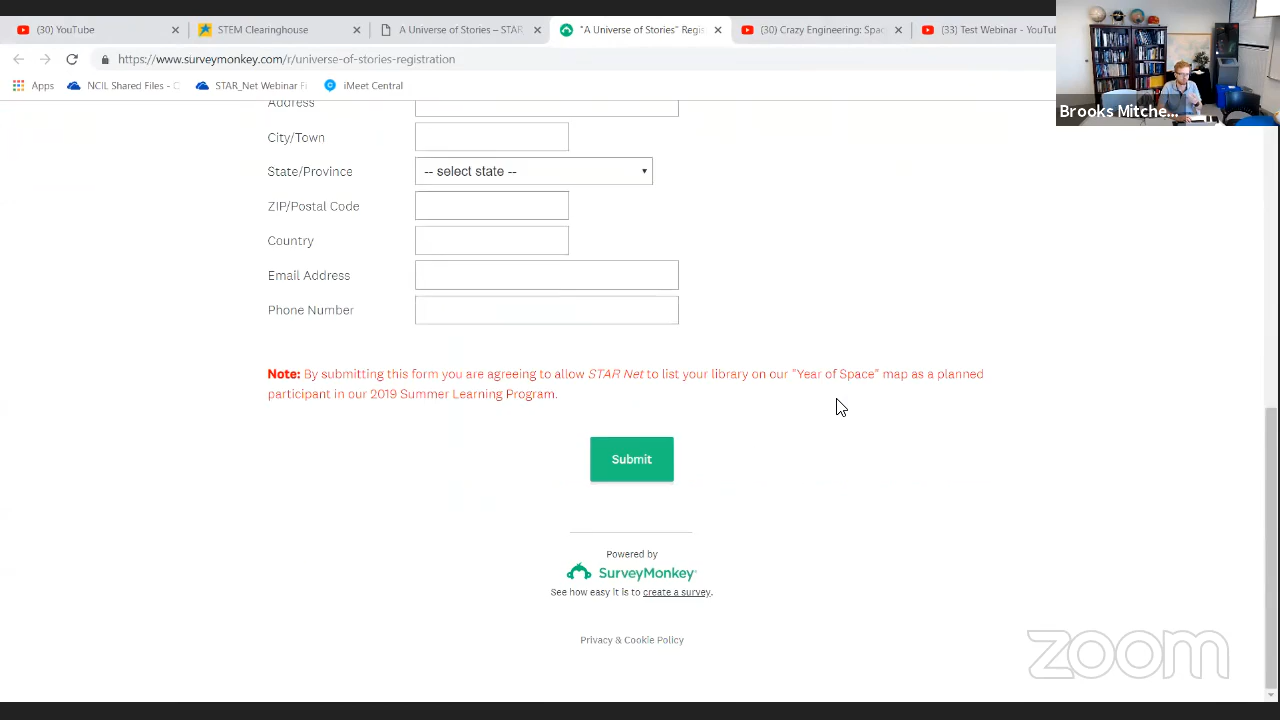 (30) YouTube
STEM Clearinghouse
A Universe of Stories – STA
"A Universe of Stories" Regis
(30) Crazy Engineering: Spac
(33) Test Webinar - YouTu
https://www.surveymonkey.com/r/universe-of-stories-registration
Apps
NCIL Shared Files - C
STAR_Net Webinar Fi
iMeet Central
Brooks Mitche...
Address
City/Town
State/Province
-- select state --
ZIP/Postal Code
Country
Email Address
Phone Number
Note: By submitting this form you are agreeing to allow STAR Net to list your library on our "Year of Space" map as a planned
participant in our 2019 Summer Learning Program.
Submit
Powered by
SurveyMonkey
See how easy it is to create a survey.
Privacy & Cookie Policy
zoom